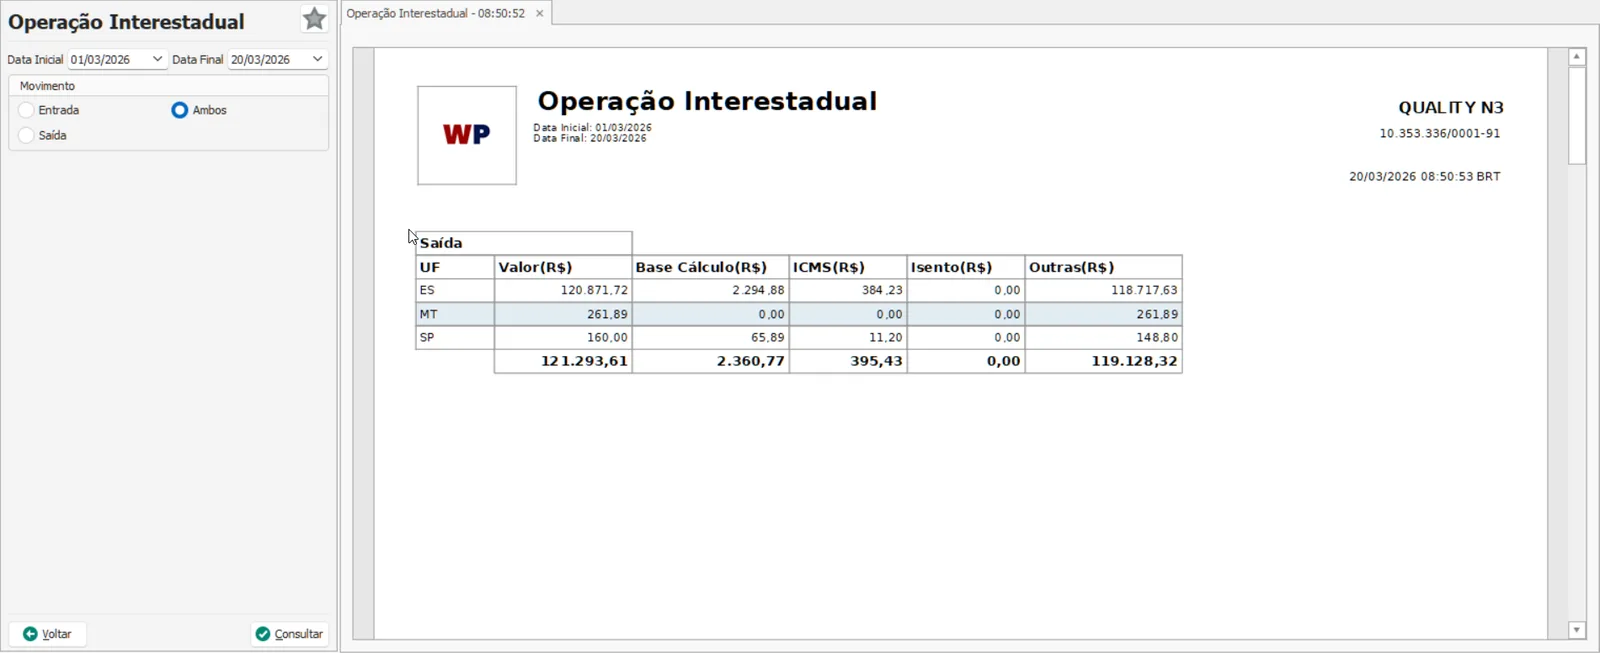 Operação Interestadual
Data Inicial 01/03/2026 Data Final 20/03/2026
Movimento
Entrada Ambos
Saída
Voltar Consultar
Operação Interestadual - 08:50:52
WP
Operação Interestadual
Data Inicial: 01/03/2026
Data Final: 20/03/2026
QUALITY N3
10.353.336/0001-91
20/03/2026 08:50:53 BRT
Saída
UF Valor(R$) Base Cálculo(R$) ICMS(R$) Isento(R$) Outras(R$)
ES 120.871,72 2.294,88 384,23 0,00 118.717,63
MT 261,89 0,00 0,00 0,00 261,89
SP 160,00 65,89 11,20 0,00 148,80
121.293,61 2.360,77 395,43 0,00 119.128,32